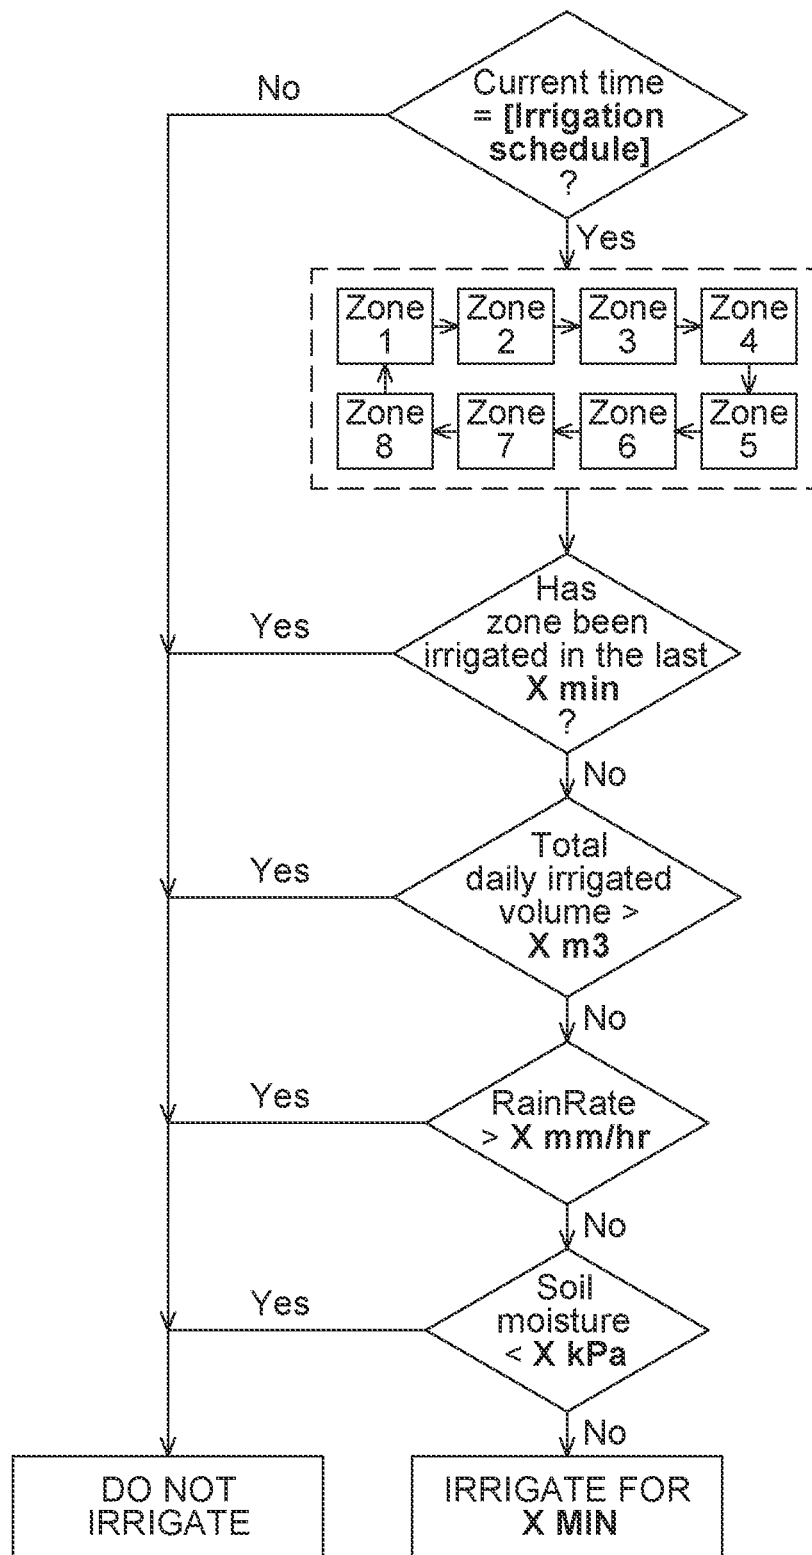 No
Current time
= [Irrigation
schedule]
?
Yes
Zone
1
Zone
2
Zone
3
Zone
4
Zone
8
Zone
7
Zone
6
Zone
5
Yes
Has
zone been
irrigated in the last
X min
?
No
Yes
Total
daily irrigated
volume >
X m3
No
Yes
RainRate
> X mm/hr
No
Yes
Soil
moisture
< X kPa
No
DO NOT
IRRIGATE
IRRIGATE FOR
X MIN